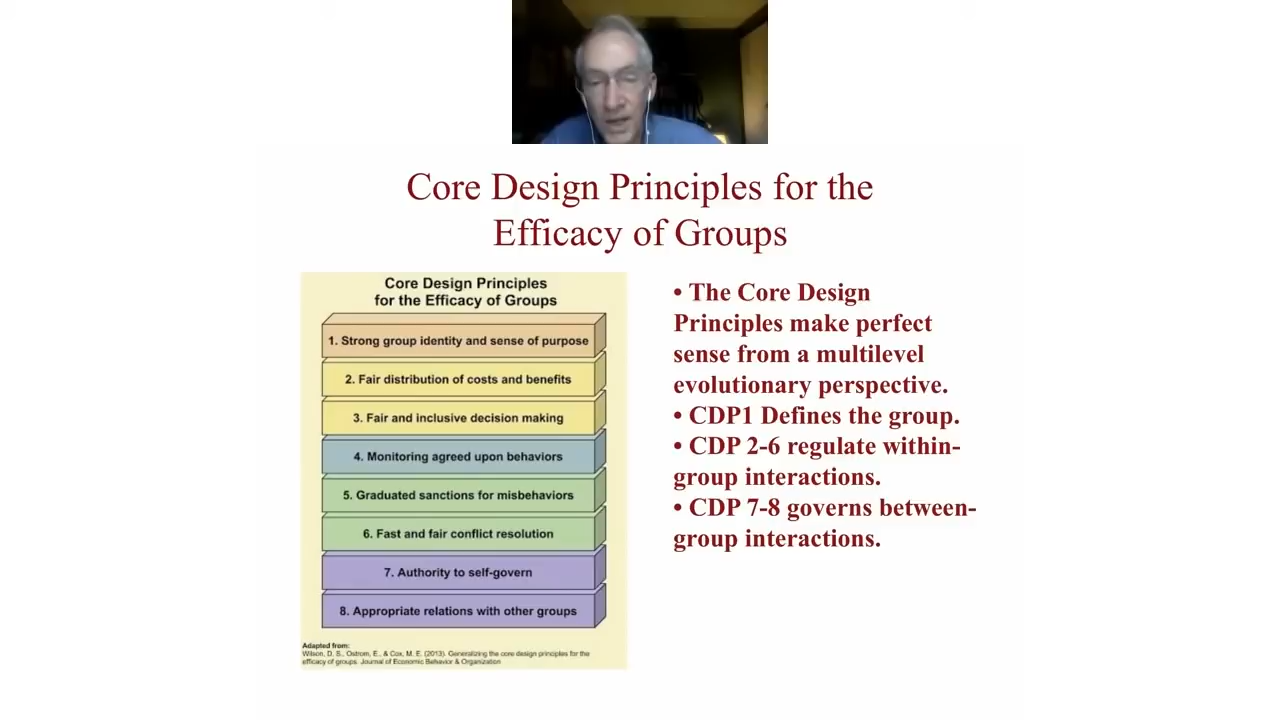 Core Design Principles for the
Efficacy of Groups
Core Design Principles
for the Efficacy of Groups
1. Strong group identity and sense of purpose
2. Fair distribution of costs and benefits
3. Fair and inclusive decision making
4. Monitoring agreed upon behaviors
5. Graduated sanctions for misbehaviors
6. Fast and fair conflict resolution
7. Authority to self-govern
8. Appropriate relations with other groups
Adapted from:
Wilson, D. S., Ostrom, E., & Cox, M. E. (2013). Generalizing the core design principles for the
efficacy of groups. Journal of Economic Behavior & Organization
• The Core Design
Principles make perfect
sense from a multilevel
evolutionary perspective.
• CDP1 Defines the group.
• CDP 2-6 regulate within-
group interactions.
• CDP 7-8 governs between-
group interactions.